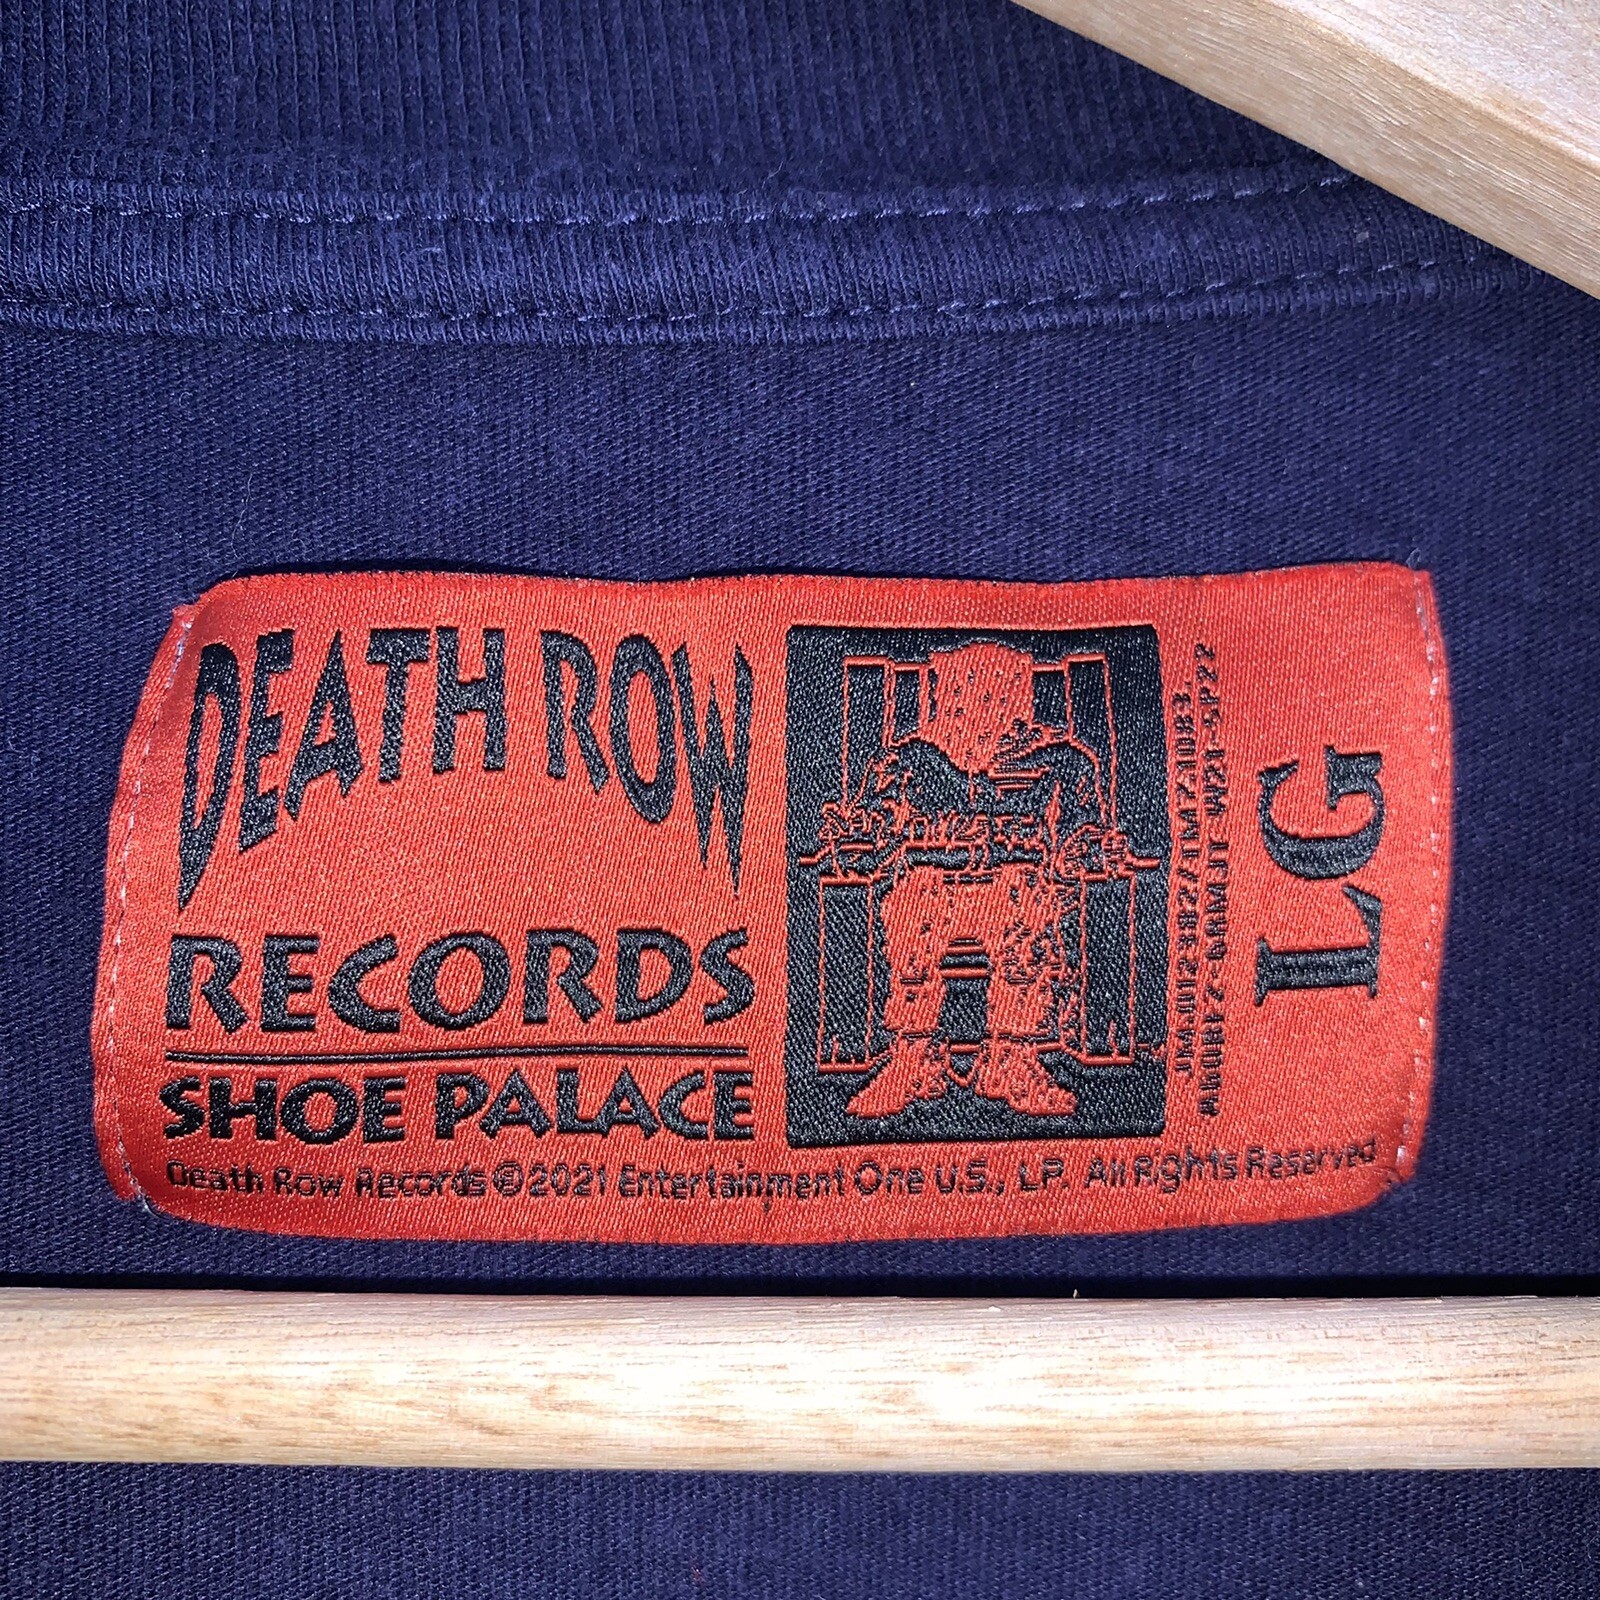 DEATH ROW
RECORDS
SHOE PALACE
Death Row Records ©2021 Entertainment One U.S., LP. All Rights Reserved
LG